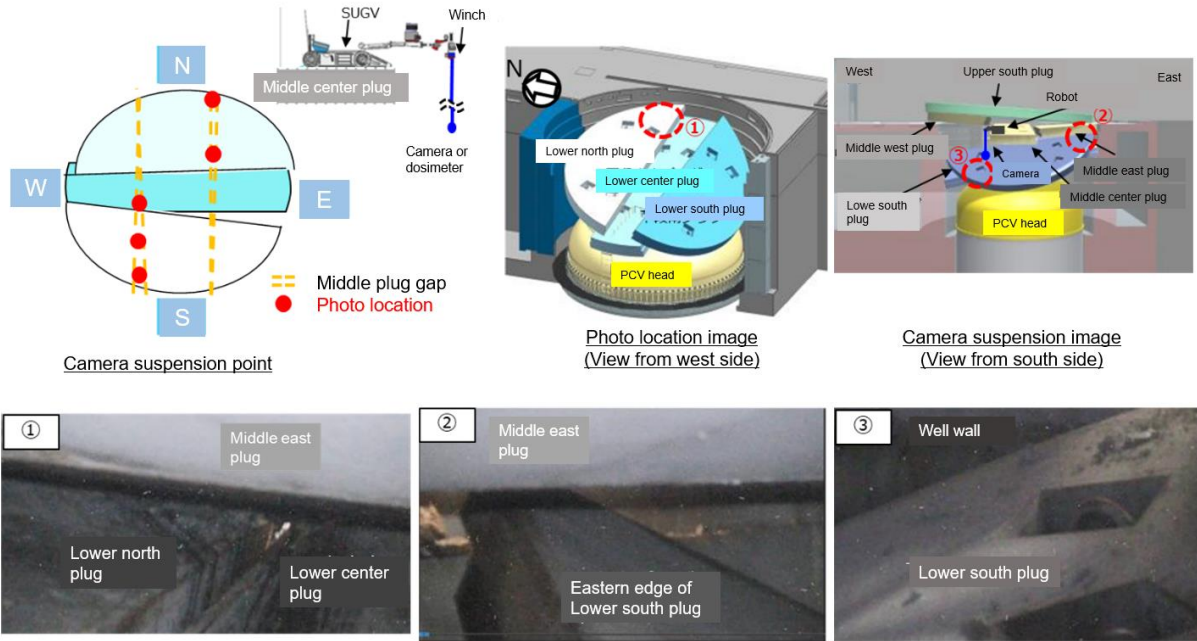 SUGV
Winch
N
Middle center plug
Camera or
dosimeter
W
E
S
Middle plug gap
Photo location
Camera suspension point
N
①
Lower north plug
Lower center plug
Lower south plug
PCV head
Photo location image
(View from west side)
West
Upper south plug
East
Robot
②
Middle west plug
③
Camera
Middle east
plug
Lowe south
plug
Middle center plug
PCV head
Camera suspension image
(View from south side)
①
Middle east
plug
Lower north
plug
Lower center
plug
②
Middle east
plug
Eastern edge of
Lower south plug
③
Well wall
Lower south plug